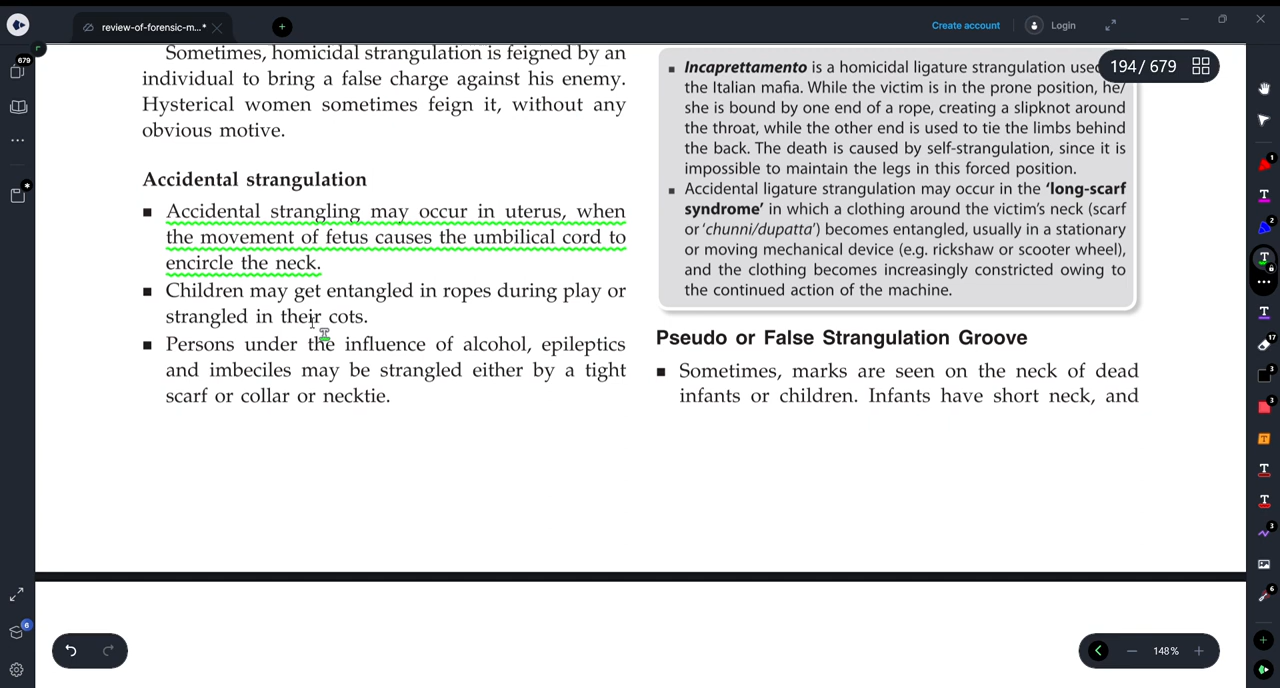 review-of-forensic-m...*
Create account
Login
679
194/679
Sometimes, homicidal strangulation is feigned by an
individual to bring a false charge against his enemy.
Hysterical women sometimes feign it, without any
obvious motive.
Accidental strangulation
▪ Accidental strangling may occur in uterus, when
the movement of fetus causes the umbilical cord to
encircle the neck.
▪ Children may get entangled in ropes during play or
strangled in their cots.
▪ Persons under the influence of alcohol, epileptics
and imbeciles may be strangled either by a tight
scarf or collar or necktie.
▪ Incaprettamento is a homicidal ligature strangulation used
the Italian mafia. While the victim is in the prone position, he/
she is bound by one end of a rope, creating a slipknot around
the throat, while the other end is used to tie the limbs behind
the back. The death is caused by self-strangulation, since it is
impossible to maintain the legs in this forced position.
▪ Accidental ligature strangulation may occur in the ‘long-scarf
syndrome’ in which a clothing around the victim’s neck (scarf
or ‘chunni/dupatta’) becomes entangled, usually in a stationary
or moving mechanical device (e.g. rickshaw or scooter wheel),
and the clothing becomes increasingly constricted owing to
the continued action of the machine.
Pseudo or False Strangulation Groove
▪ Sometimes, marks are seen on the neck of dead
infants or children. Infants have short neck, and
6
148%
1
T
2
T
T
17
3
3
T
T
T
3
6